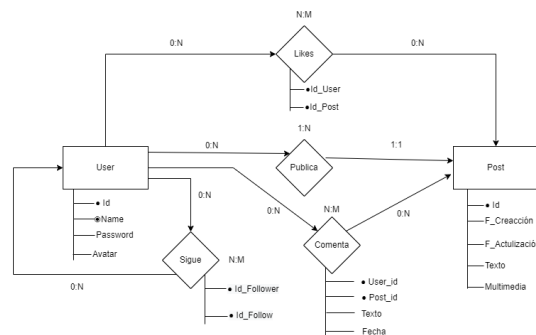 N:M
0:N
Likes
0:N
●Id_User
●Id_Post
1:N
0:N
Publica
1:1
User
Post
0:N
0:N
N:M
0:N
Comenta
● Id
◉Name
Password
Avatar
Sigue
N:M
0:N
● Id_Follower
● Id_Follow
● User_id
● Post_id
Texto
Fecha
● Id
F_Creacción
F_Actulizació
Texto
Multimedia